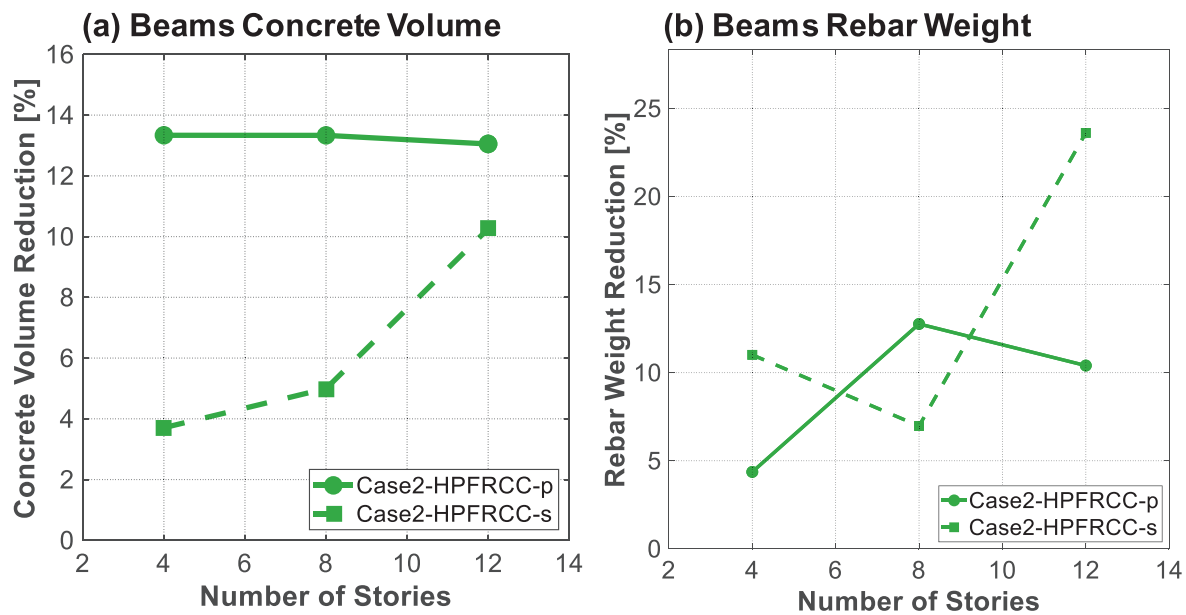 (a) Beams Concrete Volume
Concrete Volume Reduction [%]
16
14
12
10
8
6
4
2
0
2 4 6 8 10 12 14
Number of Stories
Case2-HPFRCC-p
Case2-HPFRCC-s
(b) Beams Rebar Weight
Rebar Weight Reduction [%]
25
20
15
10
5
0
2 4 6 8 10 12 14
Number of Stories
Case2-HPFRCC-p
Case2-HPFRCC-s